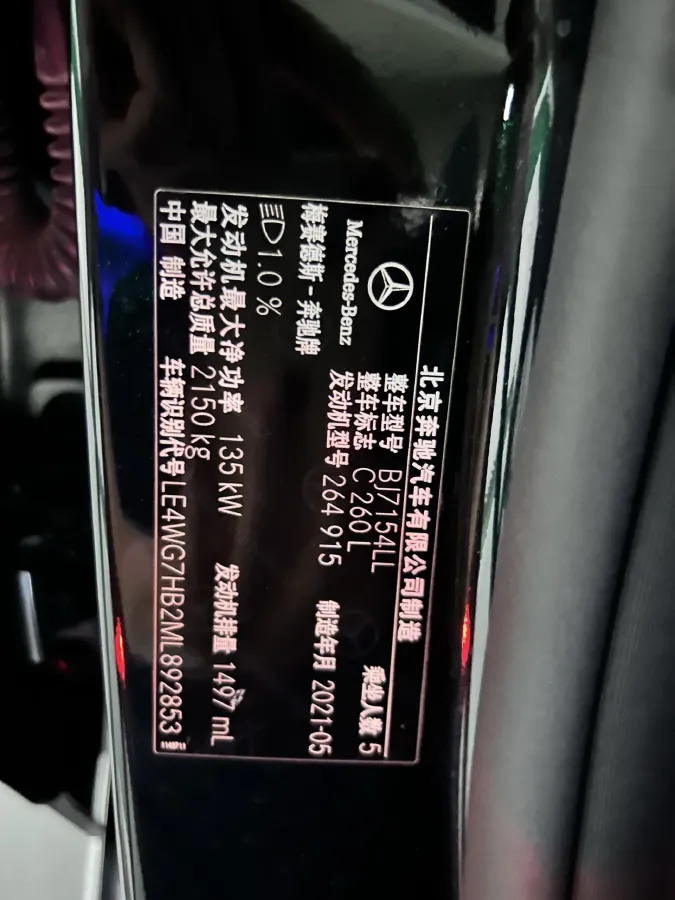 北京奔驰汽车有限公司制造
Mercedes-Benz
梅赛德斯-奔驰牌
整车型号 BJ7154LL 乘坐人数 5
整车标志 C 260 L
发动机型号 264 915 制造年月 2021-05
1.0 %
发动机最大净功率 135 kW 发动机排量 1497 mL
最大允许总质量 2150 kg
中国 制造 车辆识别代号 LE4WG7HB2ML892853